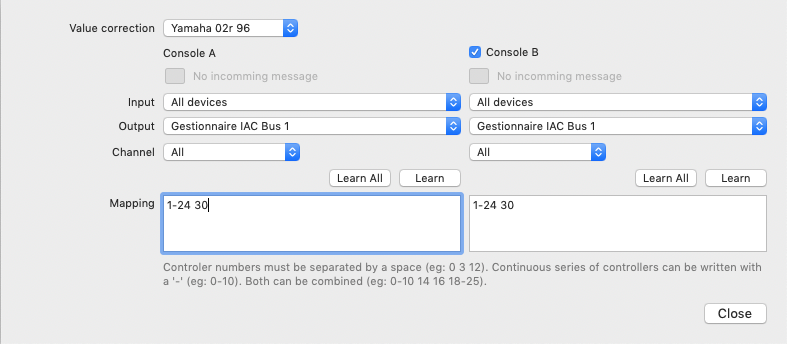 Value correction Yamaha 02r 96
Console A Console B
No incomming message No incomming message
Input All devices All devices
Output Gestionnaire IAC Bus 1 Gestionnaire IAC Bus 1
Channel All All
Learn All Learn Learn All Learn
Mapping 1-24 30 1-24 30
Controler numbers must be separated by a space (eg: 0 3 12). Continuous series of controllers can be written with
a '-' (eg: 0-10). Both can be combined (eg: 0-10 14 16 18-25).
Close